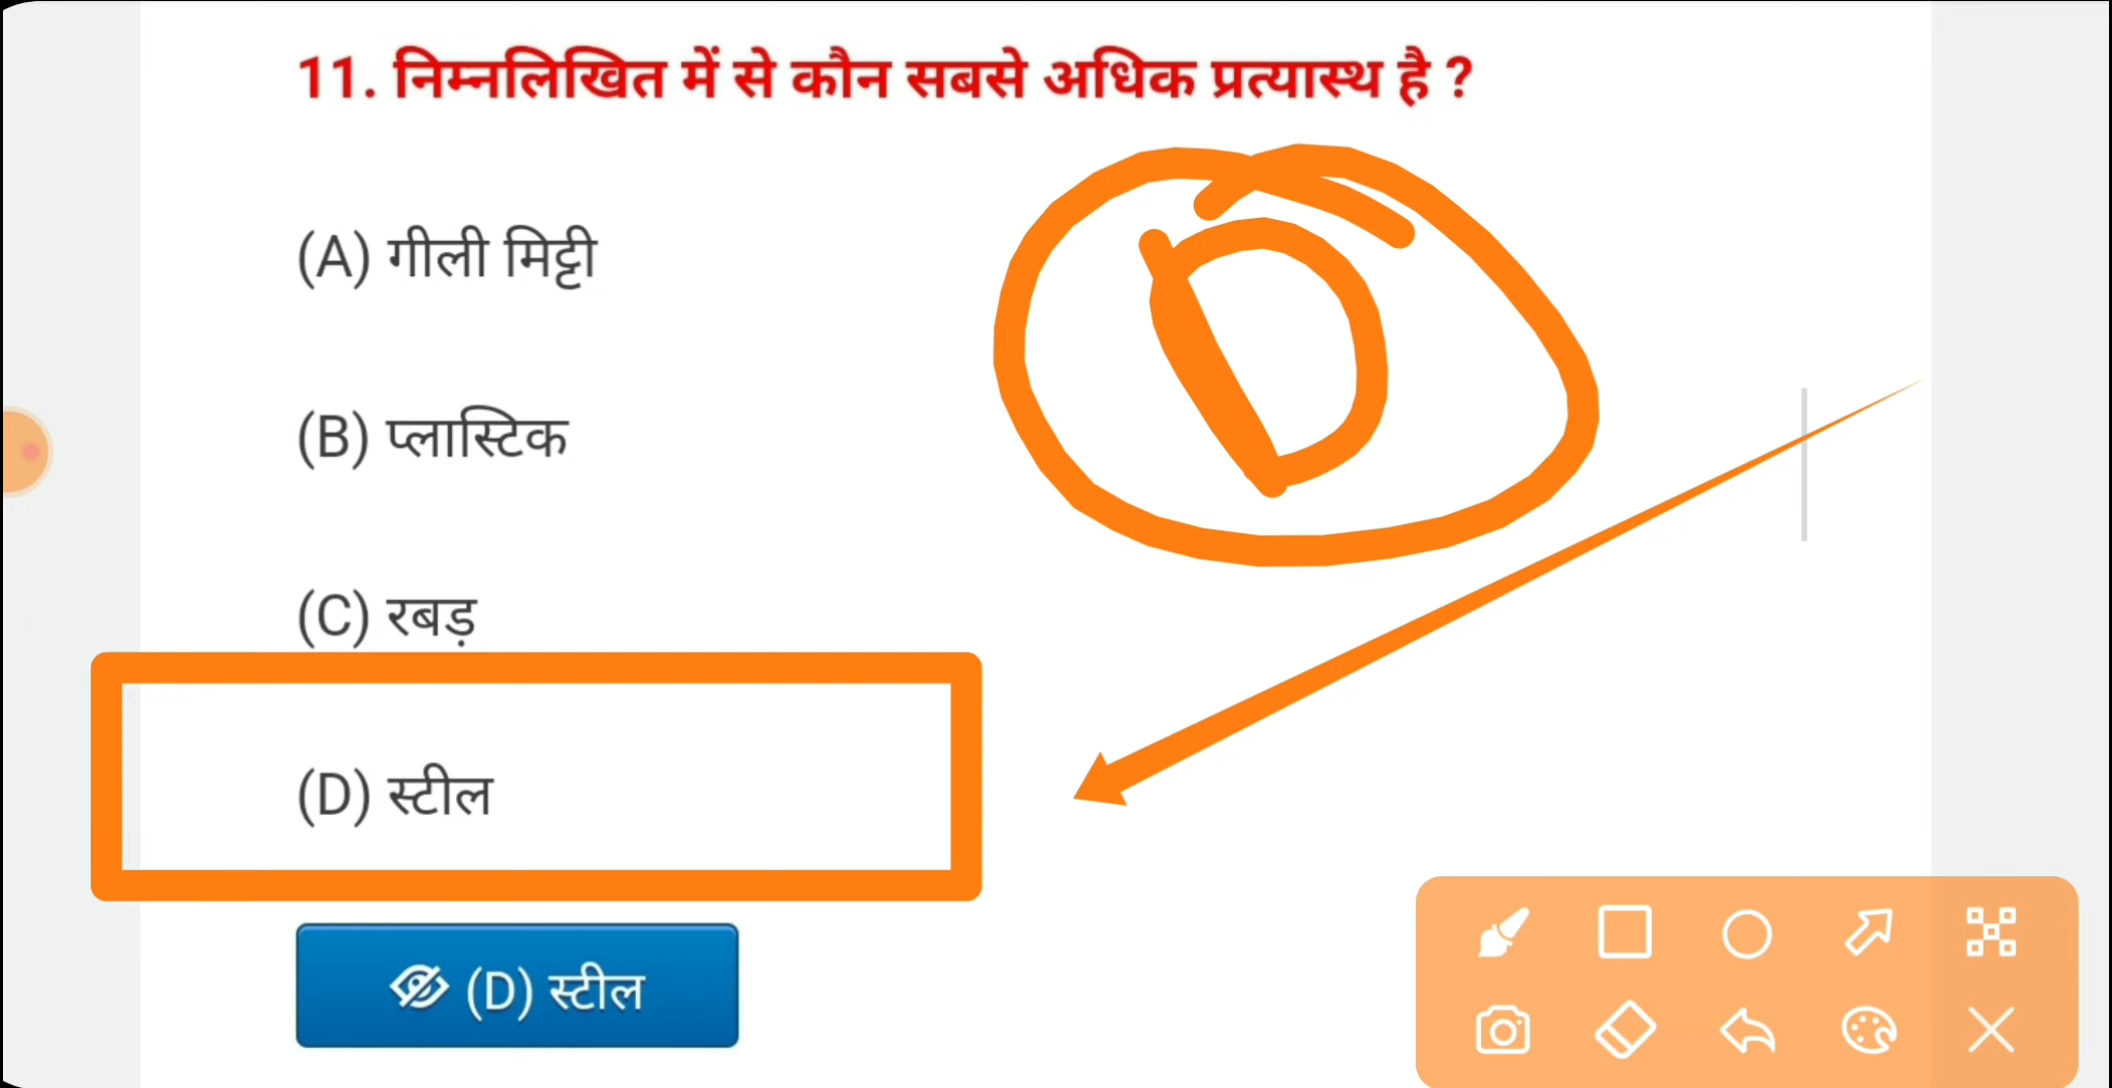 11. निम्नलिखित में से कौन सबसे अधिक प्रत्यास्थ है ?
(A) गीली मिट्टी
D
(B) प्लास्टिक
(C) रबड़
(D) स्टील
(D) स्टील